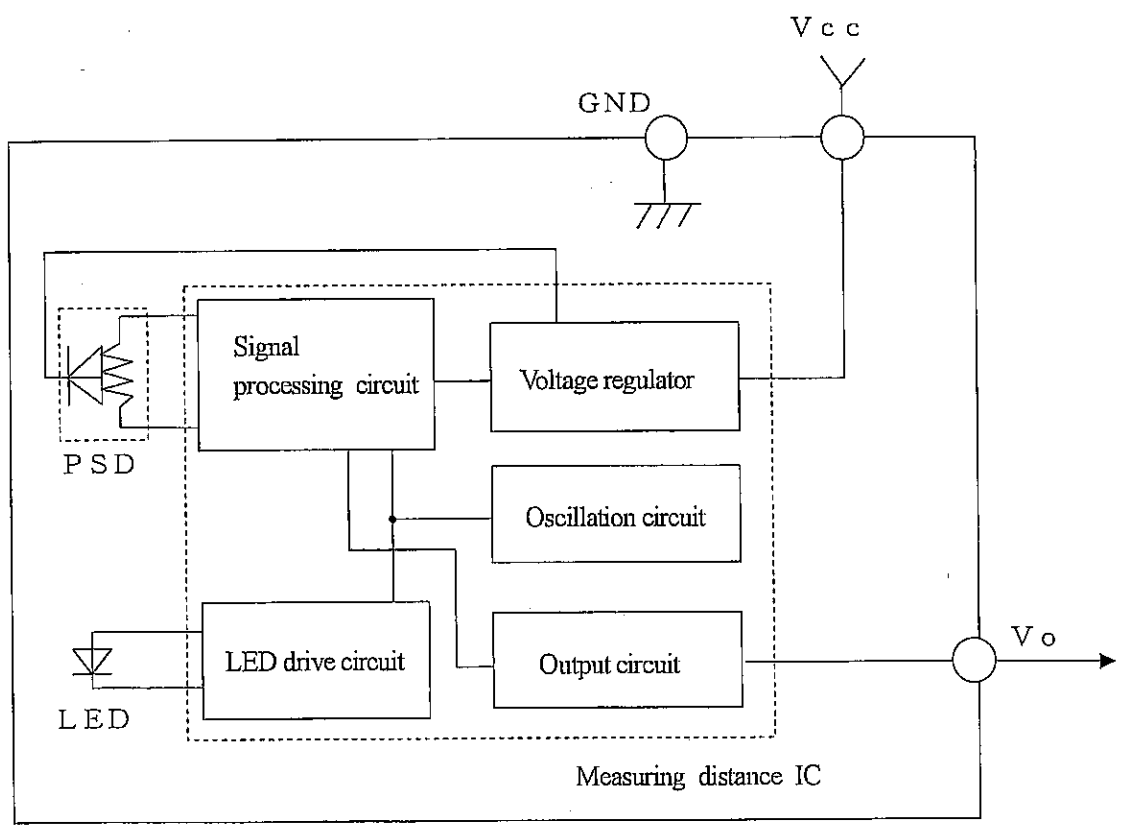 Vcc
GND
Signal
processing circuit
Voltage regulator
PSD
Oscillation circuit
LED drive circuit
Output circuit
Vo
LED
Measuring distance IC